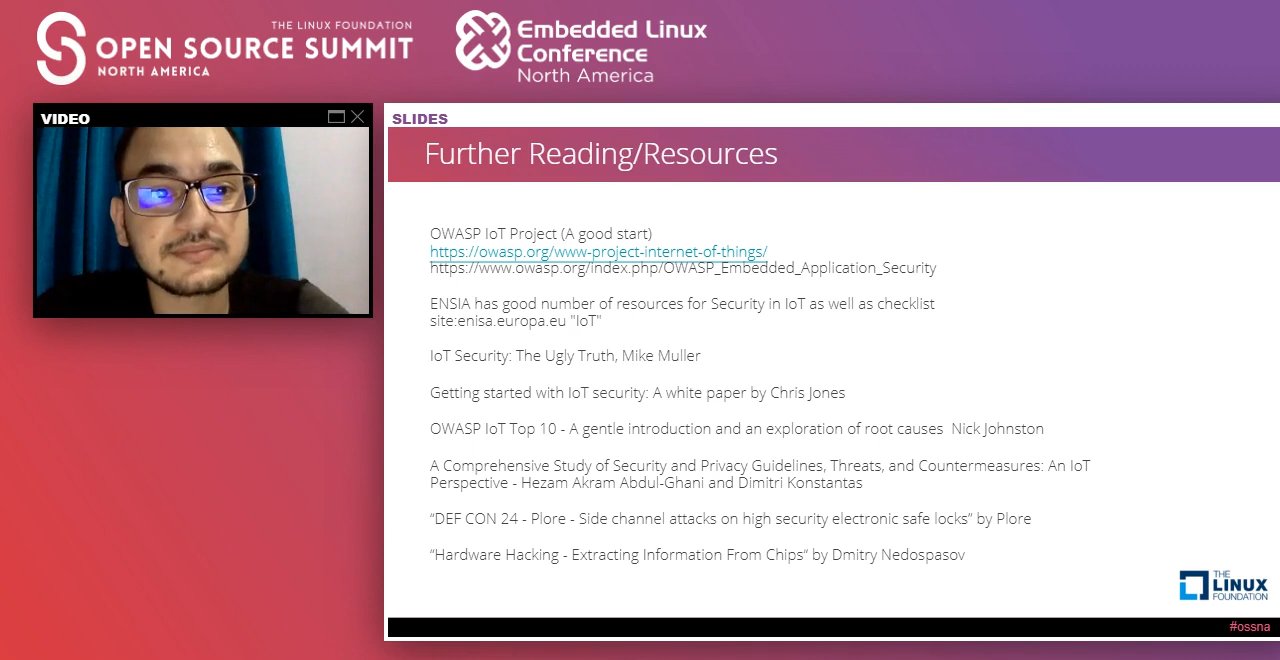 THE LINUX FOUNDATION
OPEN SOURCE SUMMIT
NORTH AMERICA
Embedded Linux
Conference
North America
VIDEO
SLIDES
Further Reading/Resources
OWASP IoT Project (A good start)
https://owasp.org/www-project-internet-of-things/
https://www.owasp.org/index.php/OWASP_Embedded_Application_Security
ENSIA has good number of resources for Security in IoT as well as checklist
site:enisa.europa.eu "IoT"
IoT Security: The Ugly Truth, Mike Muller
Getting started with IoT security: A white paper by Chris Jones
OWASP IoT Top 10 - A gentle introduction and an exploration of root causes  Nick Johnston
A Comprehensive Study of Security and Privacy Guidelines, Threats, and Countermeasures: An IoT
Perspective - Hezam Akram Abdul-Ghani and Dimitri Konstantas
“DEF CON 24 - Plore - Side channel attacks on high security electronic safe locks” by Plore
“Hardware Hacking - Extracting Information From Chips“ by Dmitry Nedospasov
THE
LINUX
FOUNDATION
#ossna